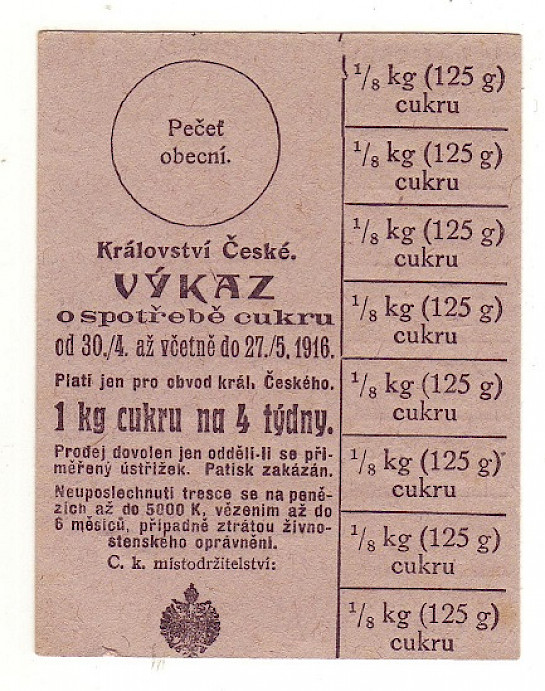 Pečeť
obecní.
Království České.
VÝKAZ
o spotřebě cukru
od 30./4. až včetně do 27./5. 1916.
Platí jen pro obvod král. Českého.
1 kg cukru na 4 týdny.
Prodej dovolen jen oddělí-li se při-
měřený ústřižek. Patisk zakázán.
Neuposlechnutí tresce se na peně-
zích až do 5000 K, vězením až do
6 měsíců, případně ztrátou živno-
stenského oprávnění.
C. k. místodržitelství:
1/8 kg (125 g)
cukru
1/8 kg (125 g)
cukru
1/8 kg (125 g)
cukru
1/8 kg (125 g)
cukru
1/8 kg (125 g)
cukru
1/8 kg (125 g)
cukru
1/8 kg (125 g)
cukru
1/8 kg (125 g)
cukru